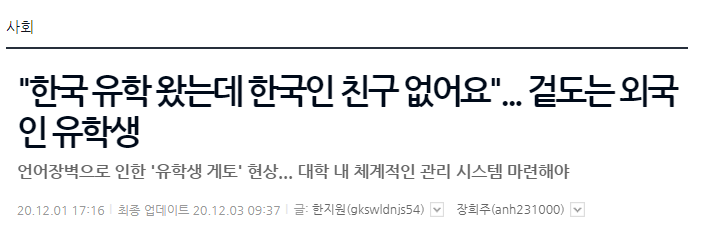 사회
"한국 유학 왔는데 한국인 친구 없어요"... 겉도는 외국
인 유학생
언어장벽으로 인한 '유학생 게토' 현상... 대학 내 체계적인 관리 시스템 마련해야
20.12.01 17:16 | 최종 업데이트 20.12.03 09:37 | 글: 한지원(gkswldnjs54) 장희주(anh231000)